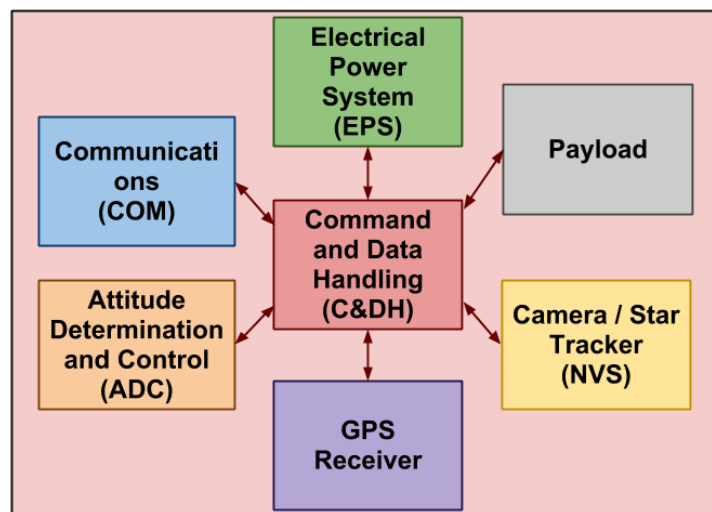 Electrical
Power
System
(EPS)
Communicati
ons
(COM)
Payload
Command
and Data
Handling
(C&DH)
Attitude
Determination
and Control
(ADC)
Camera / Star
Tracker
(NVS)
GPS
Receiver